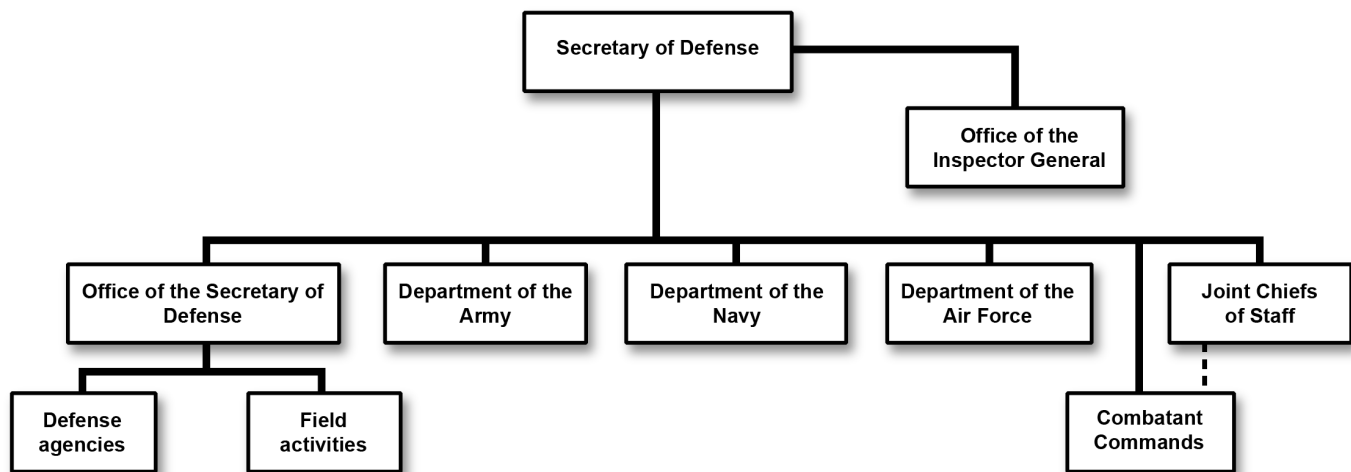 Secretary of Defense
Office of the
Inspector General
Office of the Secretary of
Defense
Department of the
Army
Department of the
Navy
Department of the
Air Force
Joint Chiefs
of Staff
Defense
agencies
Field
activities
Combatant
Commands